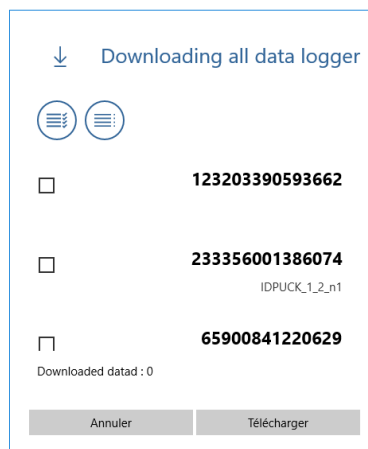 Downloading all data logger
123203390593662
233356001386074
IDPUCK_1_2_n1
65900841220629
Downloaded datad : 0
Annuler
Télécharger